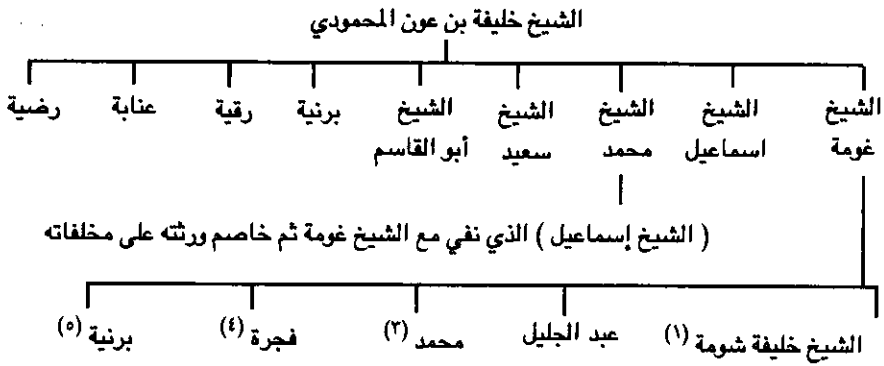 الشيخ خليفة بن عون المحمودي
الشيخ غومة
الشيخ اسماعيل
الشيخ محمد
الشيخ سعيد
الشيخ أبو القاسم
برنية
رقية
عنابة
رضية
( الشيخ إسماعيل ) الذي نفي مع الشيخ غومة ثم خاصم ورثته على مخلفاته
الشيخ خليفة شومة (١)
عبد الجليل
محمد (٣)
فجرة (٤)
برنية (٥)